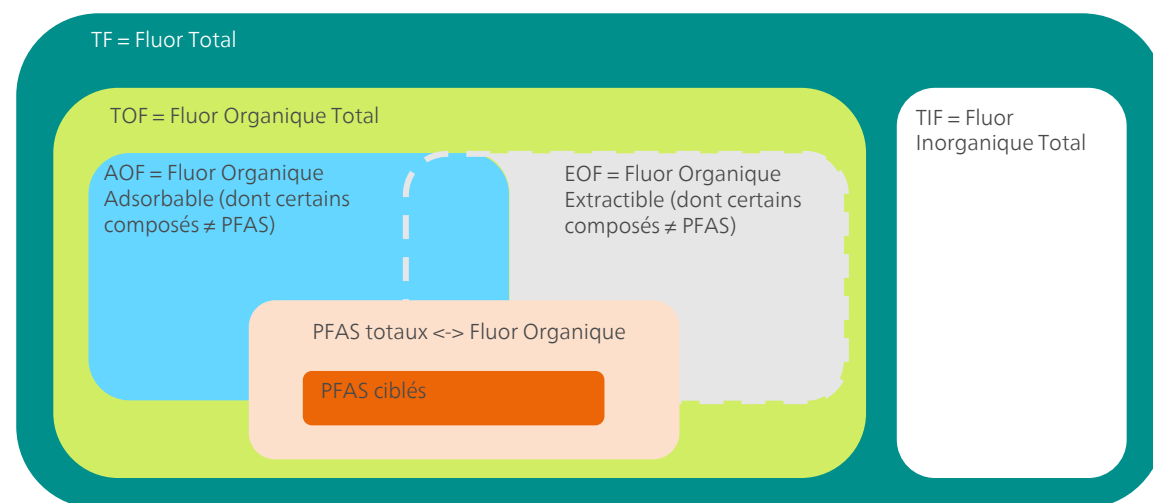 TF = Fluor Total
TOF = Fluor Organique Total
TIF = Fluor
Inorganique Total
AOF = Fluor Organique
Adsorbable (dont certains
composés ≠ PFAS)
EOF = Fluor Organique
Extractible (dont certains
composés ≠ PFAS)
PFAS totaux <-> Fluor Organique
PFAS ciblés